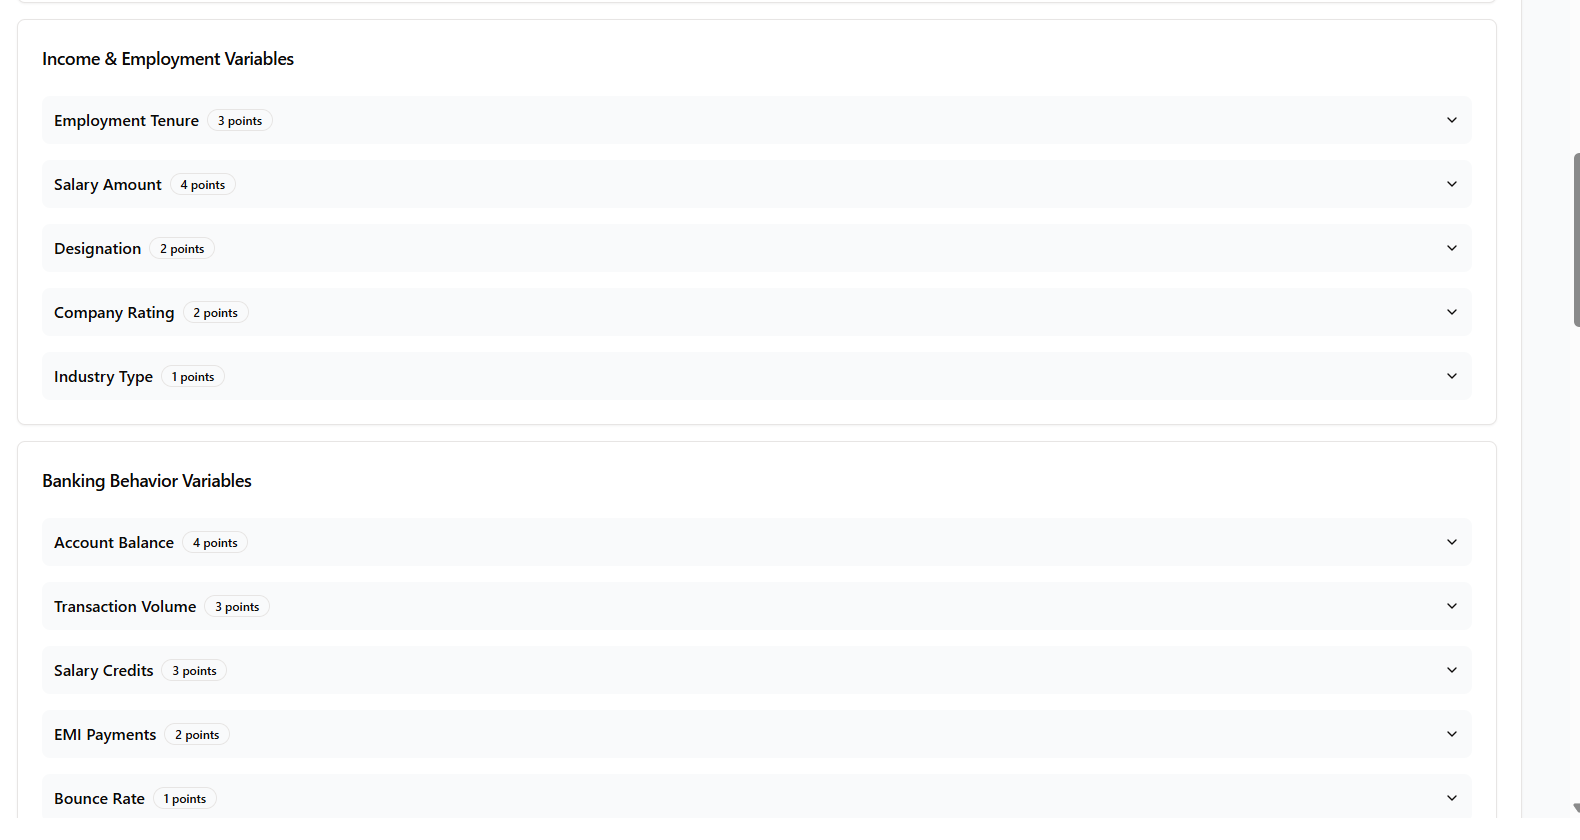 Income & Employment Variables
Employment Tenure 3 points
Salary Amount 4 points
Designation 2 points
Company Rating 2 points
Industry Type 1 points
Banking Behavior Variables
Account Balance 4 points
Transaction Volume 3 points
Salary Credits 3 points
EMI Payments 2 points
Bounce Rate 1 points